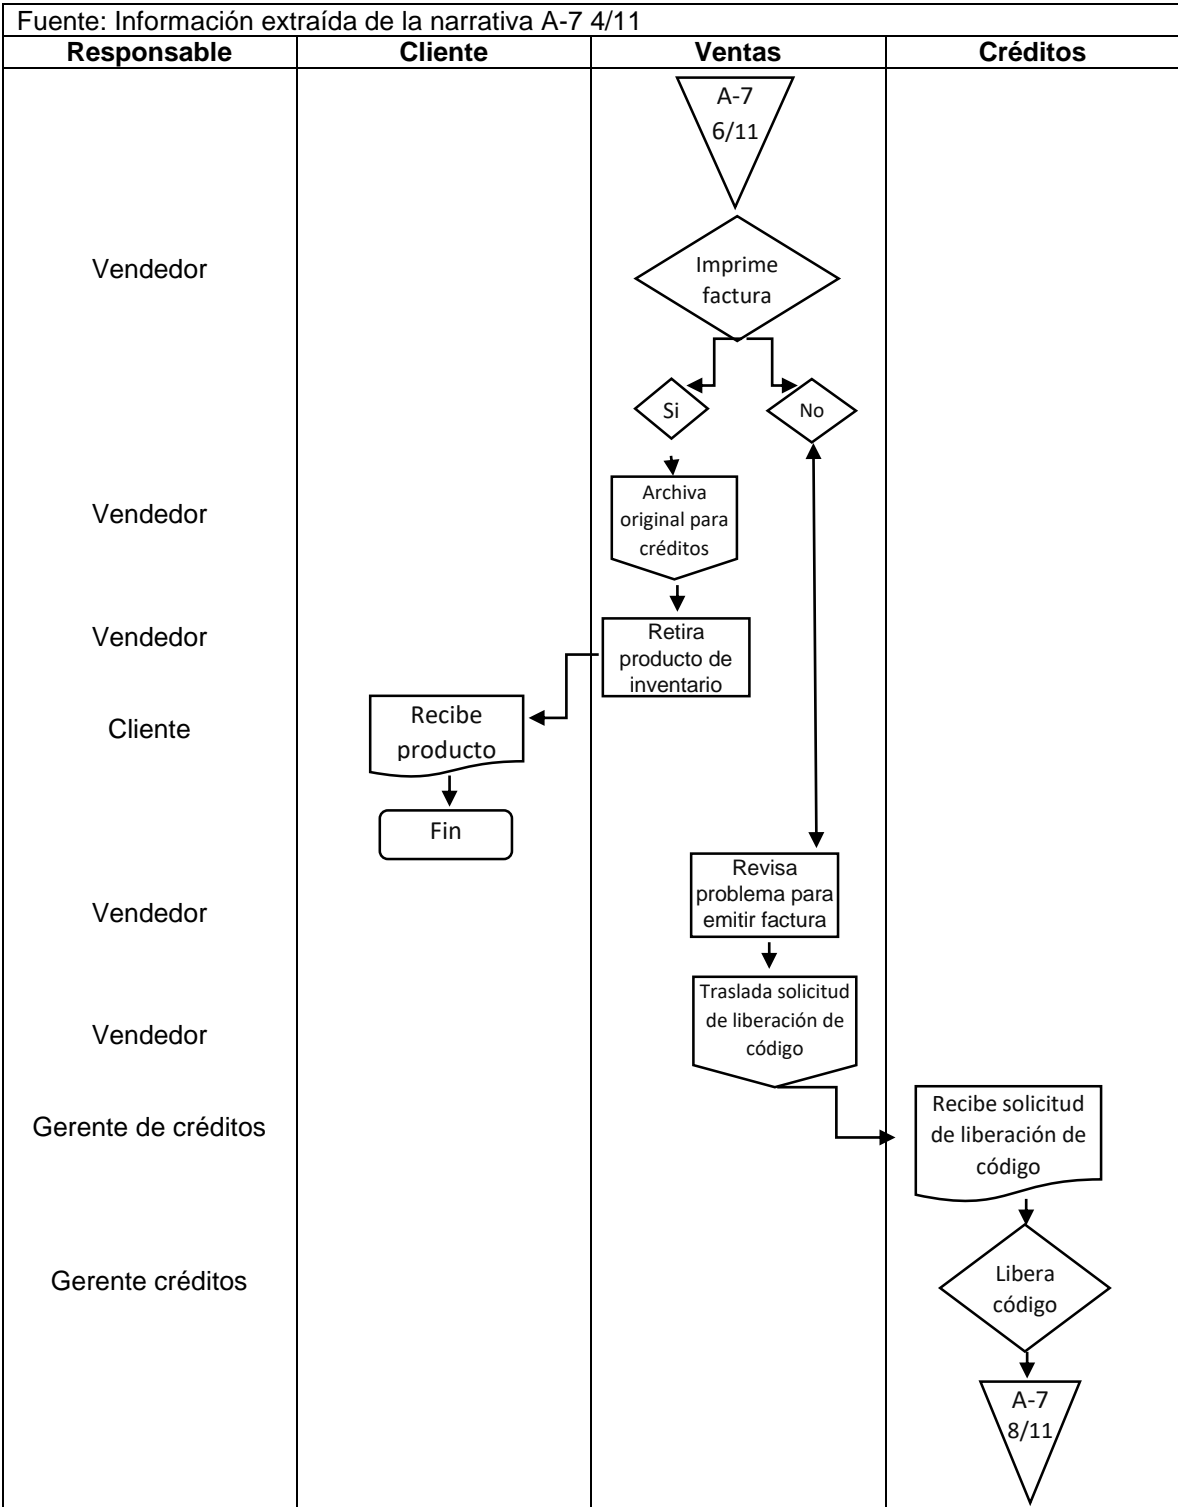 Fuente: Información extraída de la narrativa A-7 4/11
Responsable Cliente Ventas Créditos
A-7
6/11
Vendedor
Imprime
factura
Si
No
Vendedor
Archiva
original para
créditos
Vendedor
Retira
producto de
inventario
Cliente
Recibe
producto
Fin
Vendedor
Revisa
problema para
emitir factura
Vendedor
Traslada solicitud
de liberación de
código
Gerente de créditos
Recibe solicitud
de liberación de
código
Gerente créditos
Libera
código
A-7
8/11